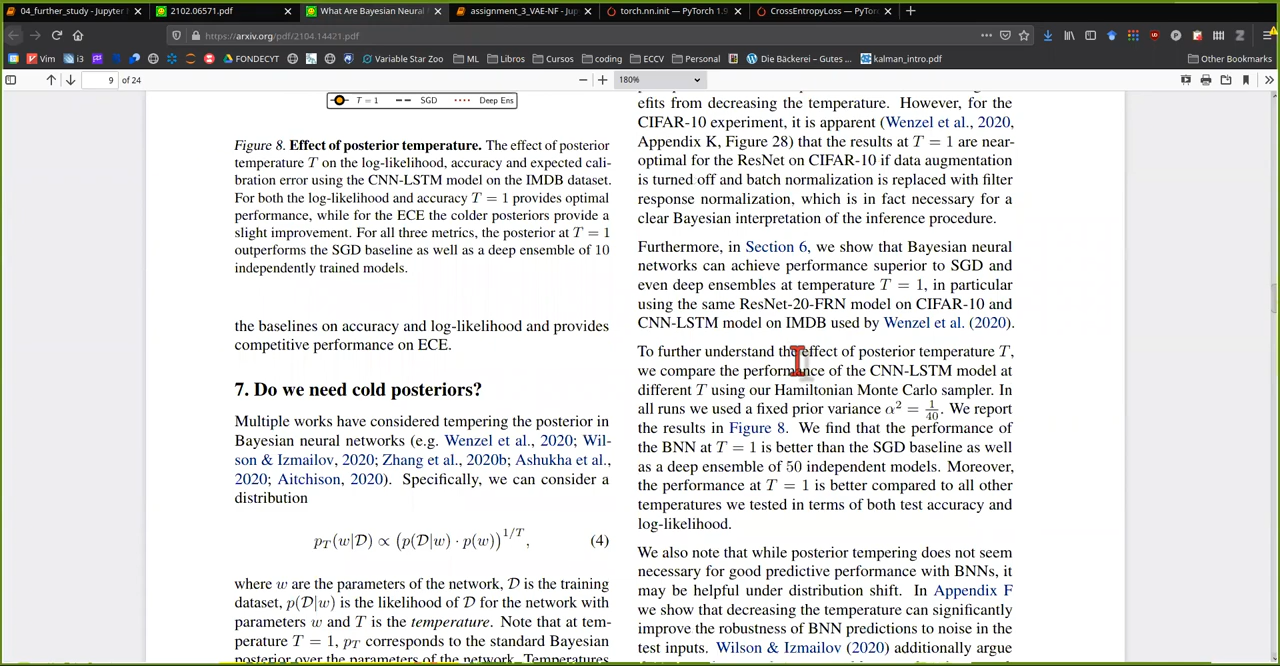 04_further_study - Jupyter N
2102.06571.pdf
What Are Bayesian Neural
assignment_3_VAE-NF - Jup
torch.nn.init — PyTorch 1.9
CrossEntropyLoss — PyTorc
https://arxiv.org/pdf/2104.14421.pdf
Vim
i3
FONDECYT
Variable Star Zoo
ML
Libros
Cursos
coding
ECCV
Personal
Die Bäckerei – Gutes ...
kalman_intro.pdf
Other Bookmarks
9 of 24
180%
T = 1 SGD Deep Ens
Figure 8. Effect of posterior temperature. The effect of posterior
temperature T on the log-likelihood, accuracy and expected cali-
bration error using the CNN-LSTM model on the IMDB dataset.
For both the log-likelihood and accuracy T = 1 provides optimal
performance, while for the ECE the colder posteriors provide a
slight improvement. For all three metrics, the posterior at T = 1
outperforms the SGD baseline as well as a deep ensemble of 10
independently trained models.
the baselines on accuracy and log-likelihood and provides
competitive performance on ECE.
7. Do we need cold posteriors?
Multiple works have considered tempering the posterior in
Bayesian neural networks (e.g. Wenzel et al., 2020; Wil-
son & Izmailov, 2020; Zhang et al., 2020b; Ashukha et al.,
2020; Aitchison, 2020). Specifically, we can consider a
distribution
p_T(w|𝒟) ∝ (p(𝒟|w) · p(w))^{1/T}, (4)
where w are the parameters of the network, 𝒟 is the training
dataset, p(𝒟|w) is the likelihood of 𝒟 for the network with
parameters w and T is the temperature. Note that at tem-
perature T = 1, p_T corresponds to the standard Bayesian
posterior over the parameters of the network. Temperatures
efits from decreasing the temperature. However, for the
CIFAR-10 experiment, it is apparent (Wenzel et al., 2020,
Appendix K, Figure 28) that the results at T = 1 are near-
optimal for the ResNet on CIFAR-10 if data augmentation
is turned off and batch normalization is replaced with filter
response normalization, which is in fact necessary for a
clear Bayesian interpretation of the inference procedure.
Furthermore, in Section 6, we show that Bayesian neural
networks can achieve performance superior to SGD and
even deep ensembles at temperature T = 1, in particular
using the same ResNet-20-FRN model on CIFAR-10 and
CNN-LSTM model on IMDB used by Wenzel et al. (2020).
To further understand the effect of posterior temperature T,
we compare the performance of the CNN-LSTM model at
different T using our Hamiltonian Monte Carlo sampler. In
all runs we used a fixed prior variance α² = 1/40. We report
the results in Figure 8. We find that the performance of
the BNN at T = 1 is better than the SGD baseline as well
as a deep ensemble of 50 independent models. Moreover,
the performance at T = 1 is better compared to all other
temperatures we tested in terms of both test accuracy and
log-likelihood.
We also note that while posterior tempering does not seem
necessary for good predictive performance with BNNs, it
may be helpful under distribution shift. In Appendix F
we show that decreasing the temperature can significantly
improve the robustness of BNN predictions to noise in the
test inputs. Wilson & Izmailov (2020) additionally argue